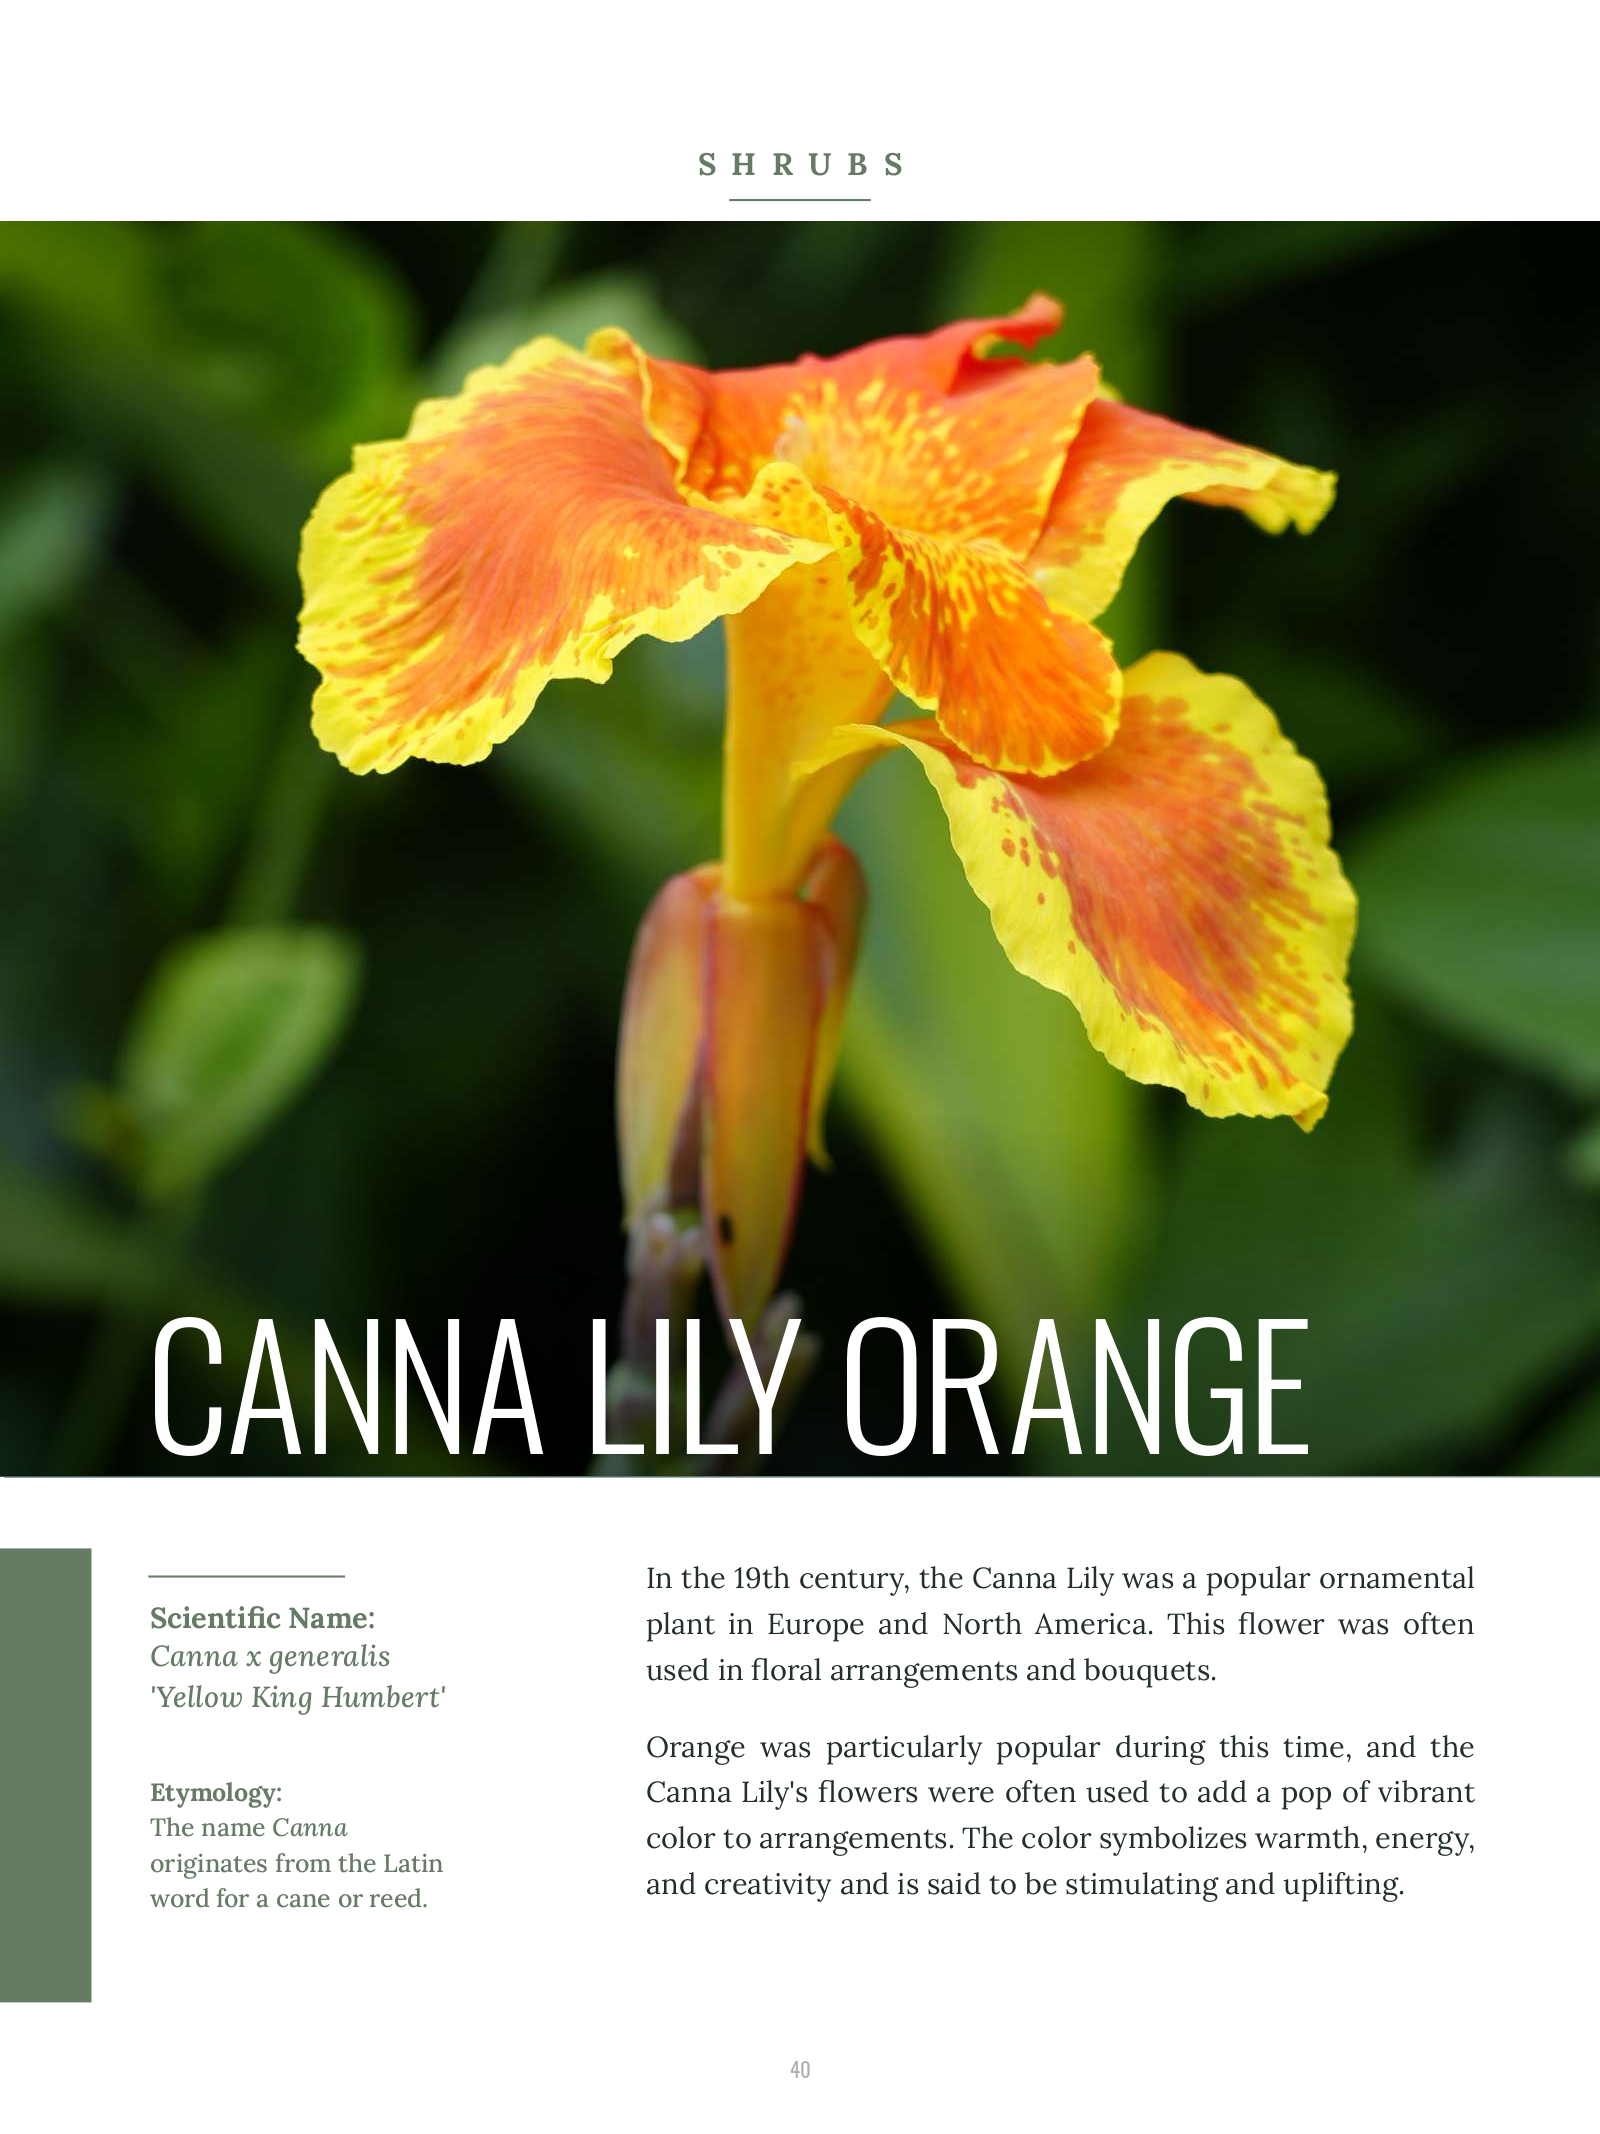 SHRUBS
CANNA LILY ORANGE
Scientific Name:
Canna x generalis
'Yellow King Humbert'
Etymology:
The name Canna
originates from the Latin
word for a cane or reed.
In the 19th century, the Canna Lily was a popular ornamental
plant in Europe and North America. This flower was often
used in floral arrangements and bouquets.
Orange was particularly popular during this time, and the
Canna Lily's flowers were often used to add a pop of vibrant
color to arrangements. The color symbolizes warmth, energy,
and creativity and is said to be stimulating and uplifting.
40